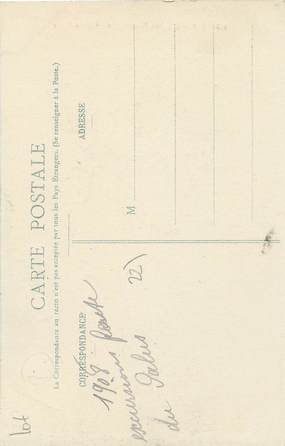 CARTE POSTALE
La Correspondance au recto n'est pas acceptée par tous les Pays Étrangers. (Se renseigner à la Poste.)
CORRESPONDANCE
ADRESSE
M
1908
excursions
du
22)
lot